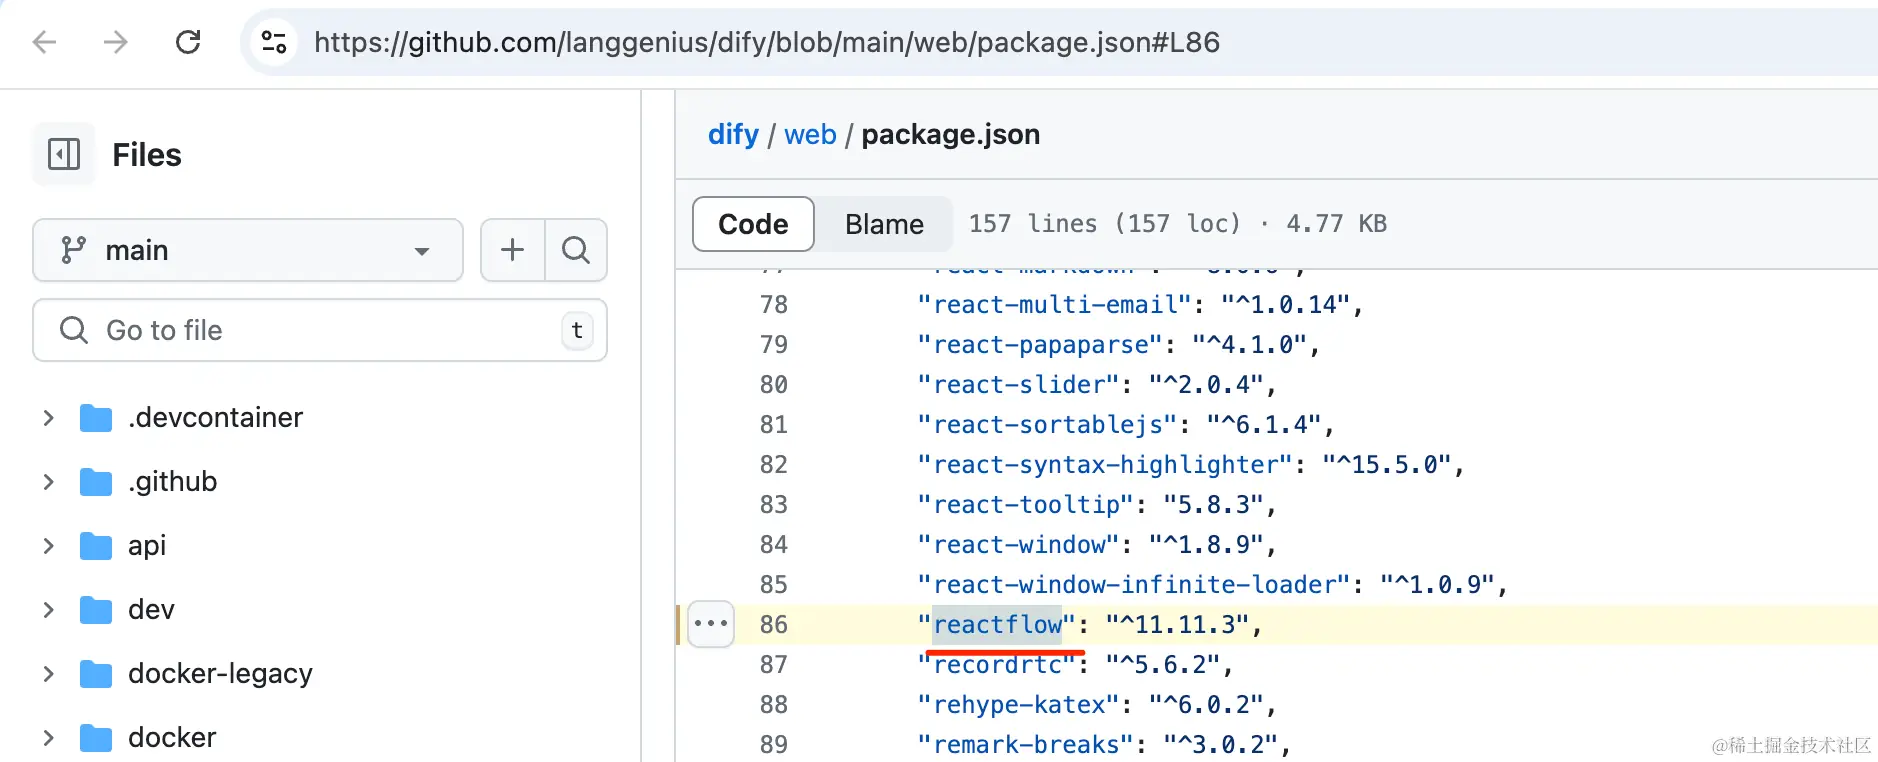 https://github.com/langgenius/dify/blob/main/web/package.json#L86
Files
main
Go to file
t
.devcontainer
.github
api
dev
docker-legacy
docker
dify / web / package.json
Code
Blame
157 lines (157 loc) · 4.77 KB
78 "react-multi-email": "^1.0.14",
79 "react-papaparse": "^4.1.0",
80 "react-slider": "^2.0.4",
81 "react-sortablejs": "^6.1.4",
82 "react-syntax-highlighter": "^15.5.0",
83 "react-tooltip": "5.8.3",
84 "react-window": "^1.8.9",
85 "react-window-infinite-loader": "^1.0.9",
86 "reactflow": "^11.11.3",
87 "recordrtc": "^5.6.2",
88 "rehype-katex": "^6.0.2",
89 "remark-breaks": "^3.0.2",
@稀土掘金技术社区